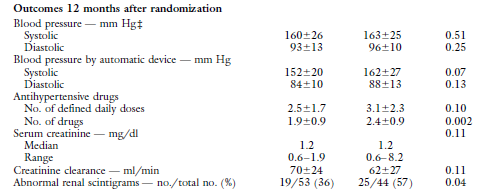 Outcomes 12 months after randomization
Blood pressure — mm Hg‡
Systolic 160±26 163±25 0.51
Diastolic 93±13 96±10 0.25
Blood pressure by automatic device — mm Hg
Systolic 152±20 162±27 0.07
Diastolic 84±10 88±13 0.13
Antihypertensive drugs
No. of defined daily doses 2.5±1.7 3.1±2.3 0.10
No. of drugs 1.9±0.9 2.4±0.9 0.002
Serum creatinine — mg/dl 0.11
Median 1.2 1.2
Range 0.6–1.9 0.6–8.2
Creatinine clearance — ml/min 70±24 62±27 0.11
Abnormal renal scintigrams — no./total no. (%) 19/53 (36) 25/44 (57) 0.04